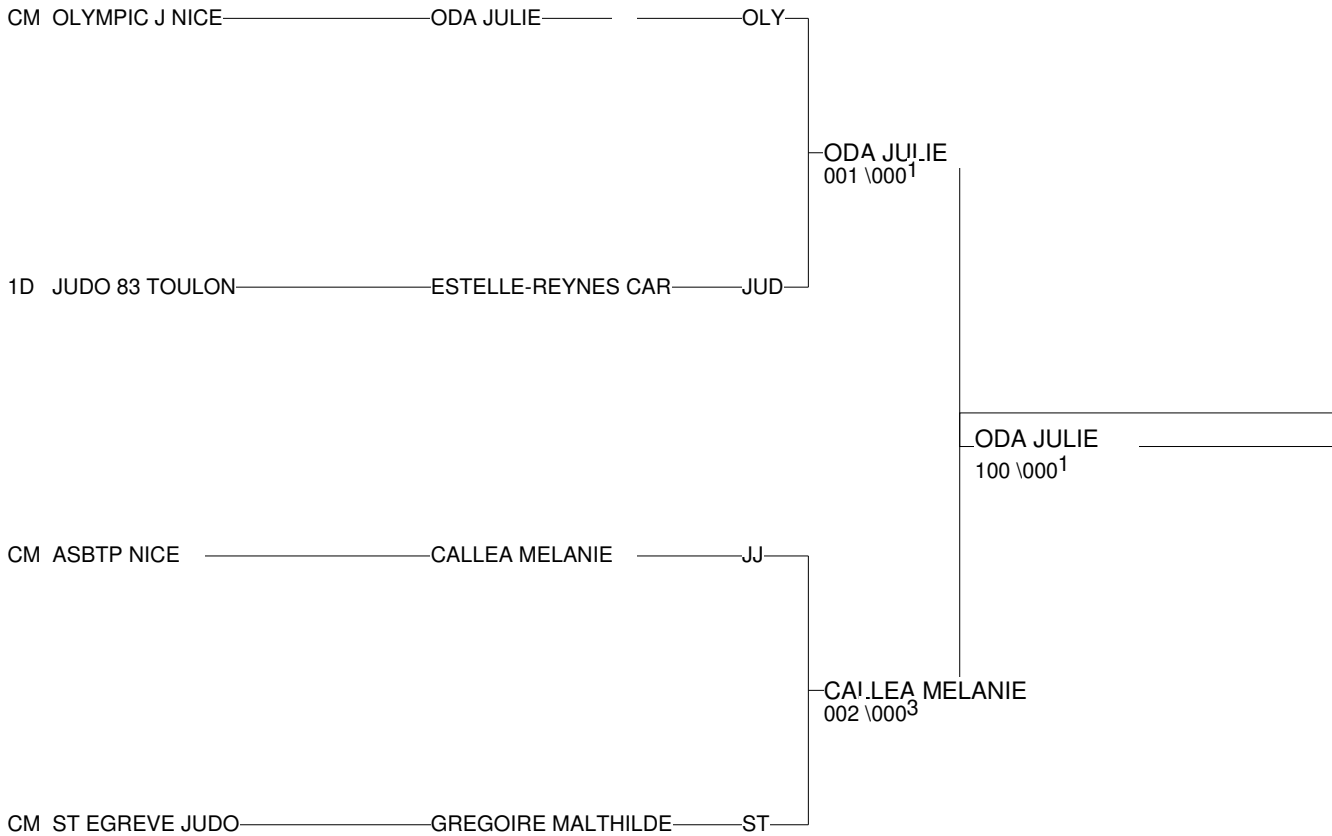 CM OLYMPIC J NICE ODA JULIE OLY
ODA JULIE
001 \000 1
1D JUDO 83 TOULON ESTELLE-REYNES CAR JUD
ODA JULIE
100 \000 1
CM ASBTP NICE CALLEA MELANIE JJ
CALLEA MELANIE
002 \000 3
CM ST EGREVE JUDO GREGOIRE MALTHILDE ST